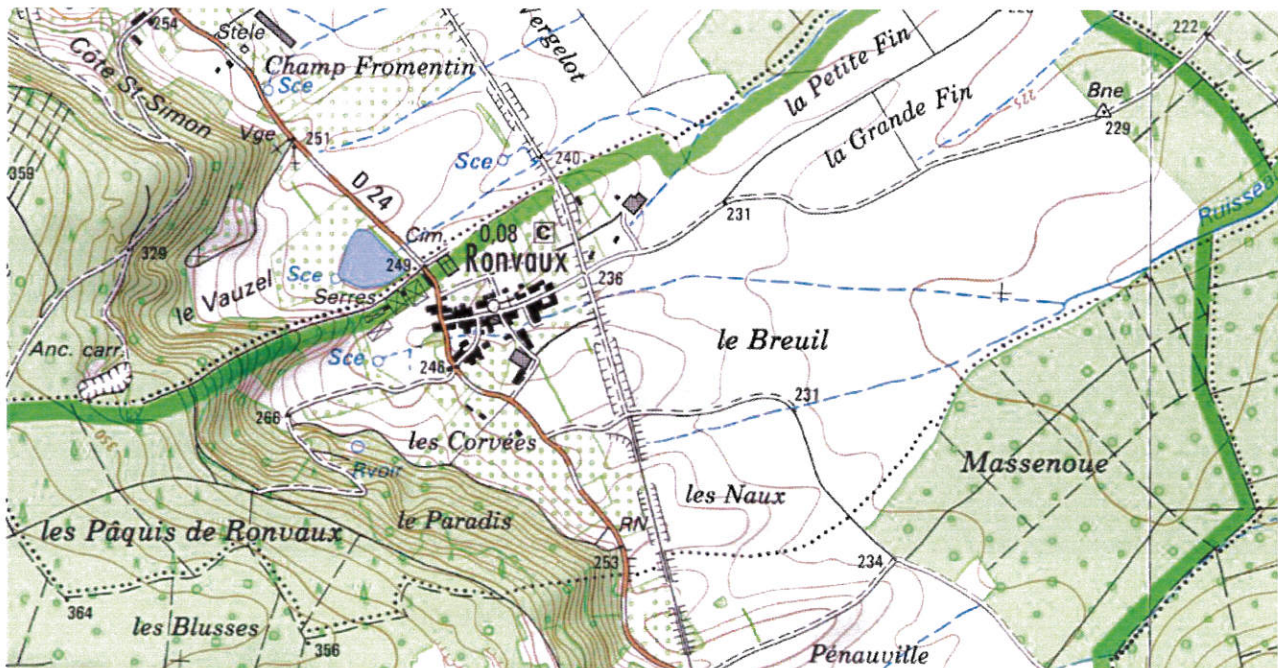 254
Stèle
Côte St Simon
Champ Fromentin
Sce
Vergelot
la Petite Fin
222
la Grande Fin
225
Bne
229
Vge
251
359
D 24
Sce
240
231
Ruisseau
329
Cim.
0,08
C
249
Ronvaux
236
Sce
le Vauzel
Serres
Anc. carr.
Sce
246
le Breuil
231
350
266
les Corvées
Massenoue
Rvoir
les Naux
le Paradis
RN
les Pâquis de Ronvaux
253
234
364
les Blusses
356
Pénauville